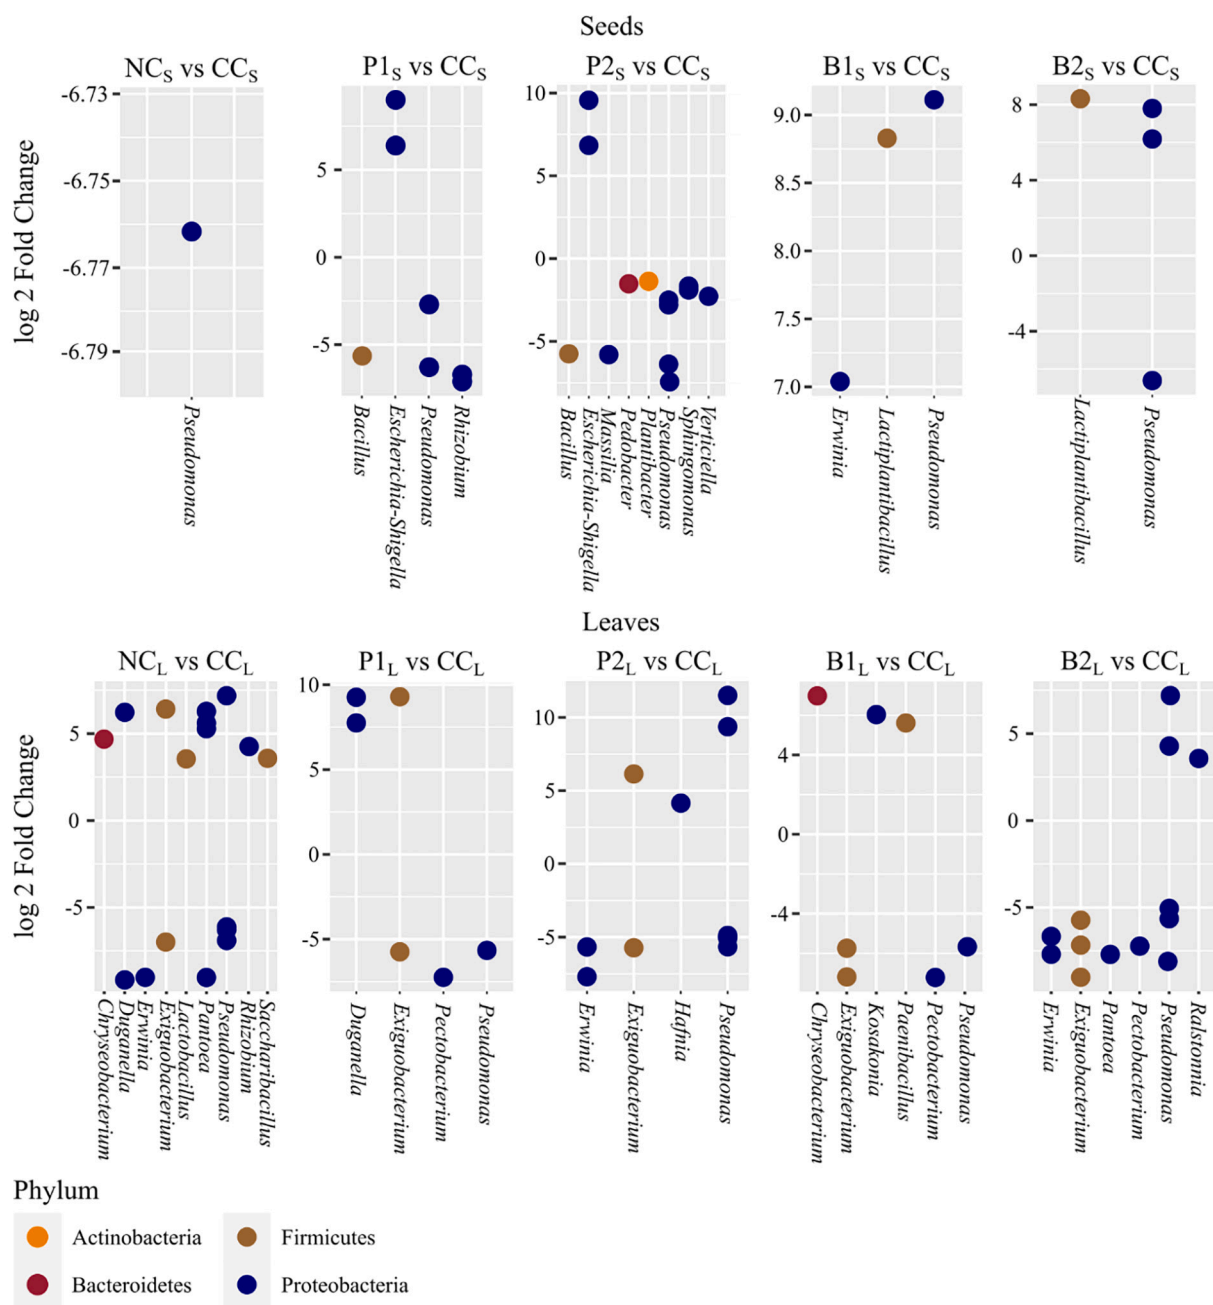 Seeds
NCS vs CCS
P1S vs CCS
P2S vs CCS
B1S vs CCS
B2S vs CCS
log 2 Fold Change
-6.73
-6.75
-6.77
-6.79
Pseudomonas
5
0
-5
Bacillus
Escherichia-Shigella
Pseudomonas
Rhizobium
10
5
0
-5
Bacillus
Escherichia-Shigella
Massilia
Pedobacter
Plantibacter
Pseudomonas
Sphingomonas
Verticiella
9.0
8.5
8.0
7.5
7.0
Erwinia
Lactiplantibacillus
Pseudomonas
8
4
0
-4
Lactiplantibacillus
Pseudomonas
Leaves
NCL vs CCL
P1L vs CCL
P2L vs CCL
B1L vs CCL
B2L vs CCL
log 2 Fold Change
5
0
-5
Chryseobacterium
Duganella
Erwinia
Exiguobacterium
Lactobacillus
Pantoea
Pseudomonas
Rhizobium
Saccharibacillus
10
5
0
-5
Duganella
Exiguobacterium
Pectobacterium
Pseudomonas
10
5
0
-5
Erwinia
Exiguobacterium
Hafnia
Pseudomonas
4
0
-4
Chryseobacterium
Exiguobacterium
Kosakonia
Paenibacillus
Pectobacterium
Pseudomonas
5
0
-5
Erwinia
Exiguobacterium
Pantoea
Pectobacterium
Pseudomonas
Ralstonnia
Phylum
Actinobacteria
Firmicutes
Bacteroidetes
Proteobacteria